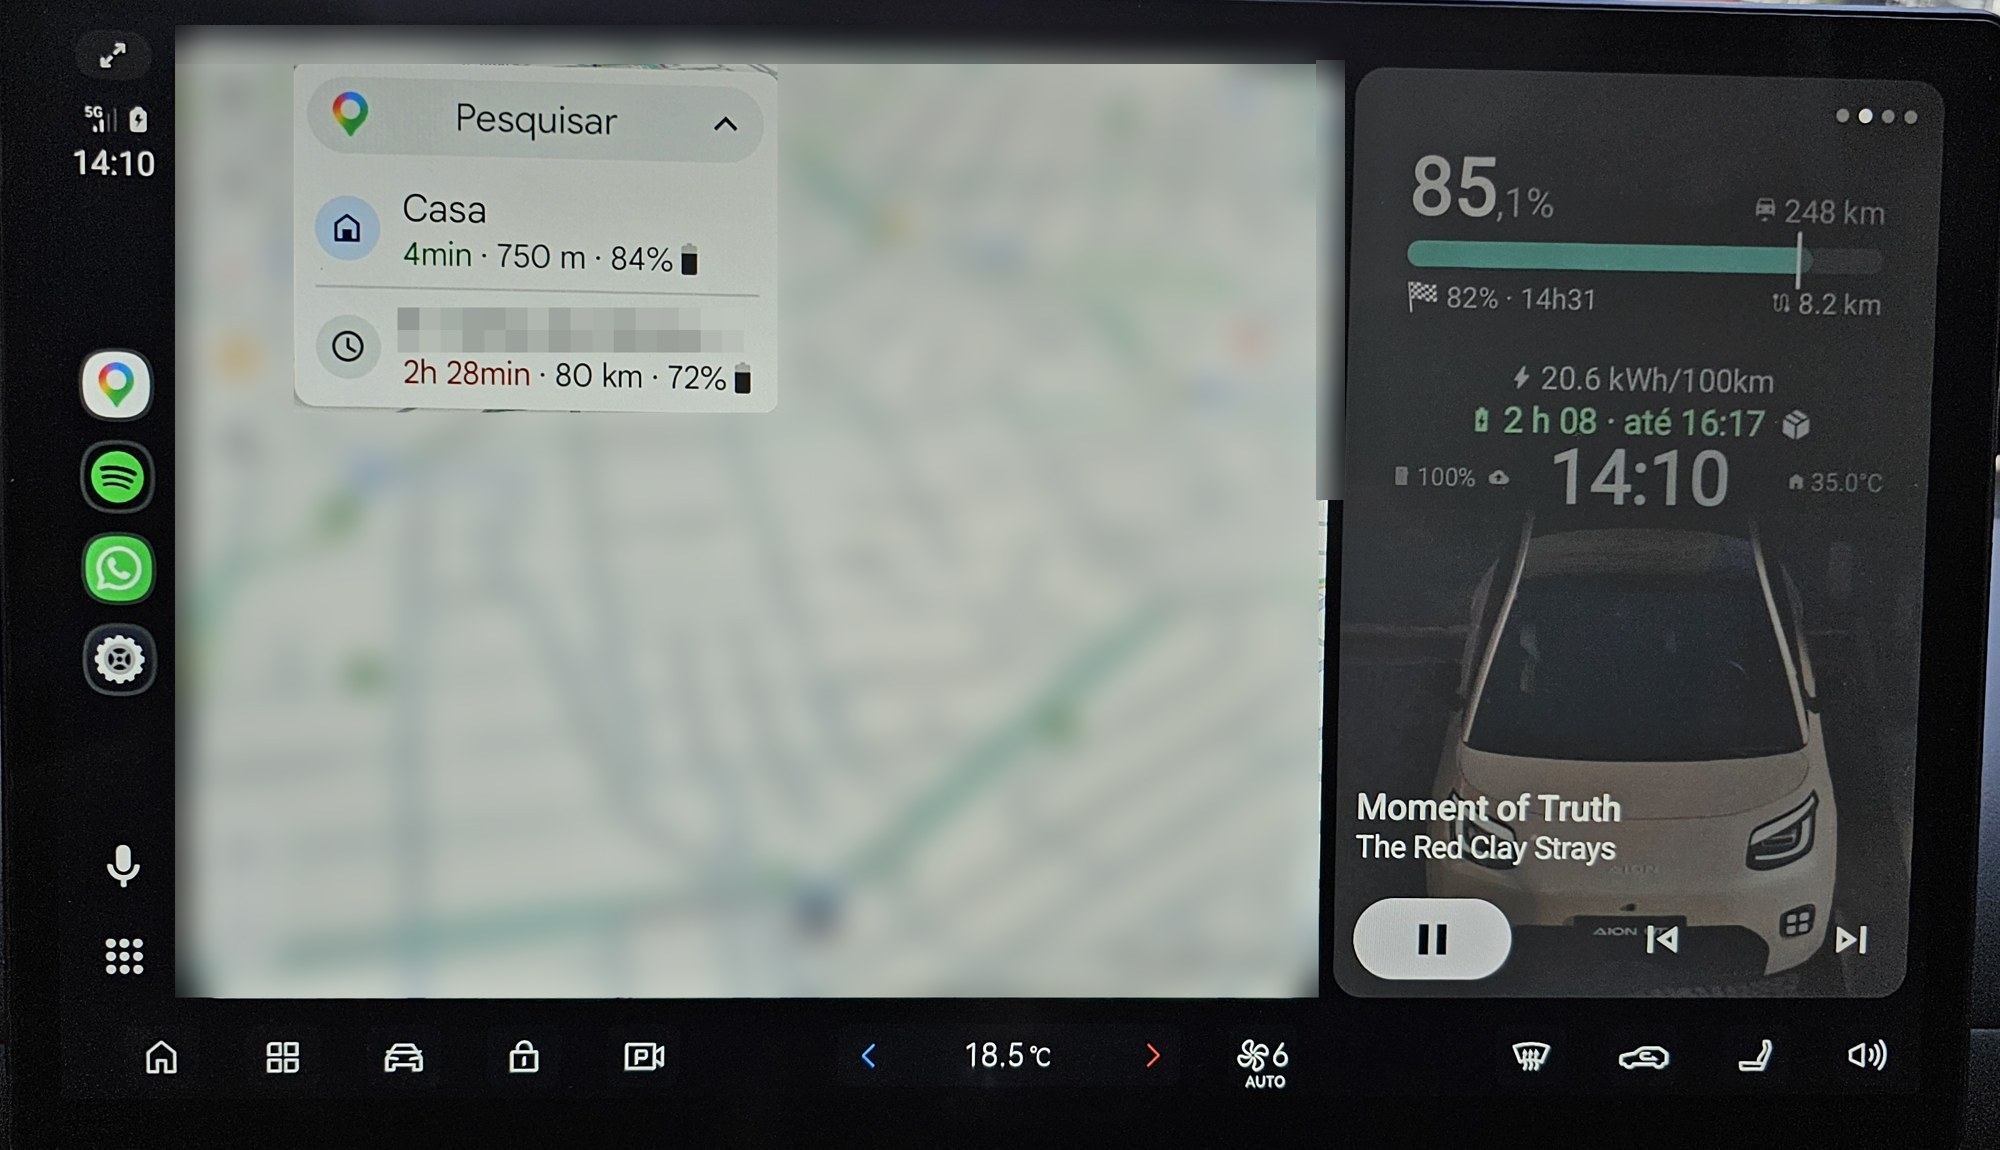 5G
14:10
Pesquisar
Casa
4min · 750 m · 84%
2h 28min · 80 km · 72%
85,1%
248 km
82% · 14h31
8.2 km
20.6 kWh/100km
2 h 08 · até 16:17
100%
14:10
35.0°C
Moment of Truth
The Red Clay Strays
AION
18.5°C
6
AUTO